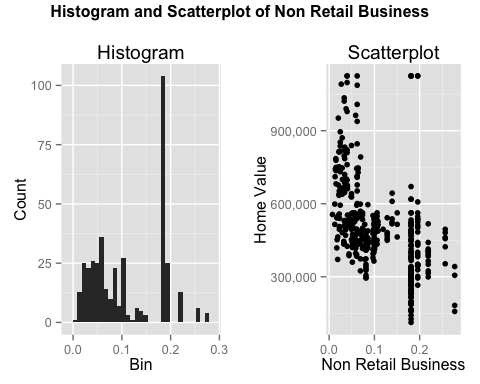 Histogram and Scatterplot of Non Retail Business
Histogram
Count
100
75
50
25
0
0.0 0.1 0.2 0.3
Bin
Scatterplot
Home Value
900,000
600,000
300,000
0.0 0.1 0.2
Non Retail Business